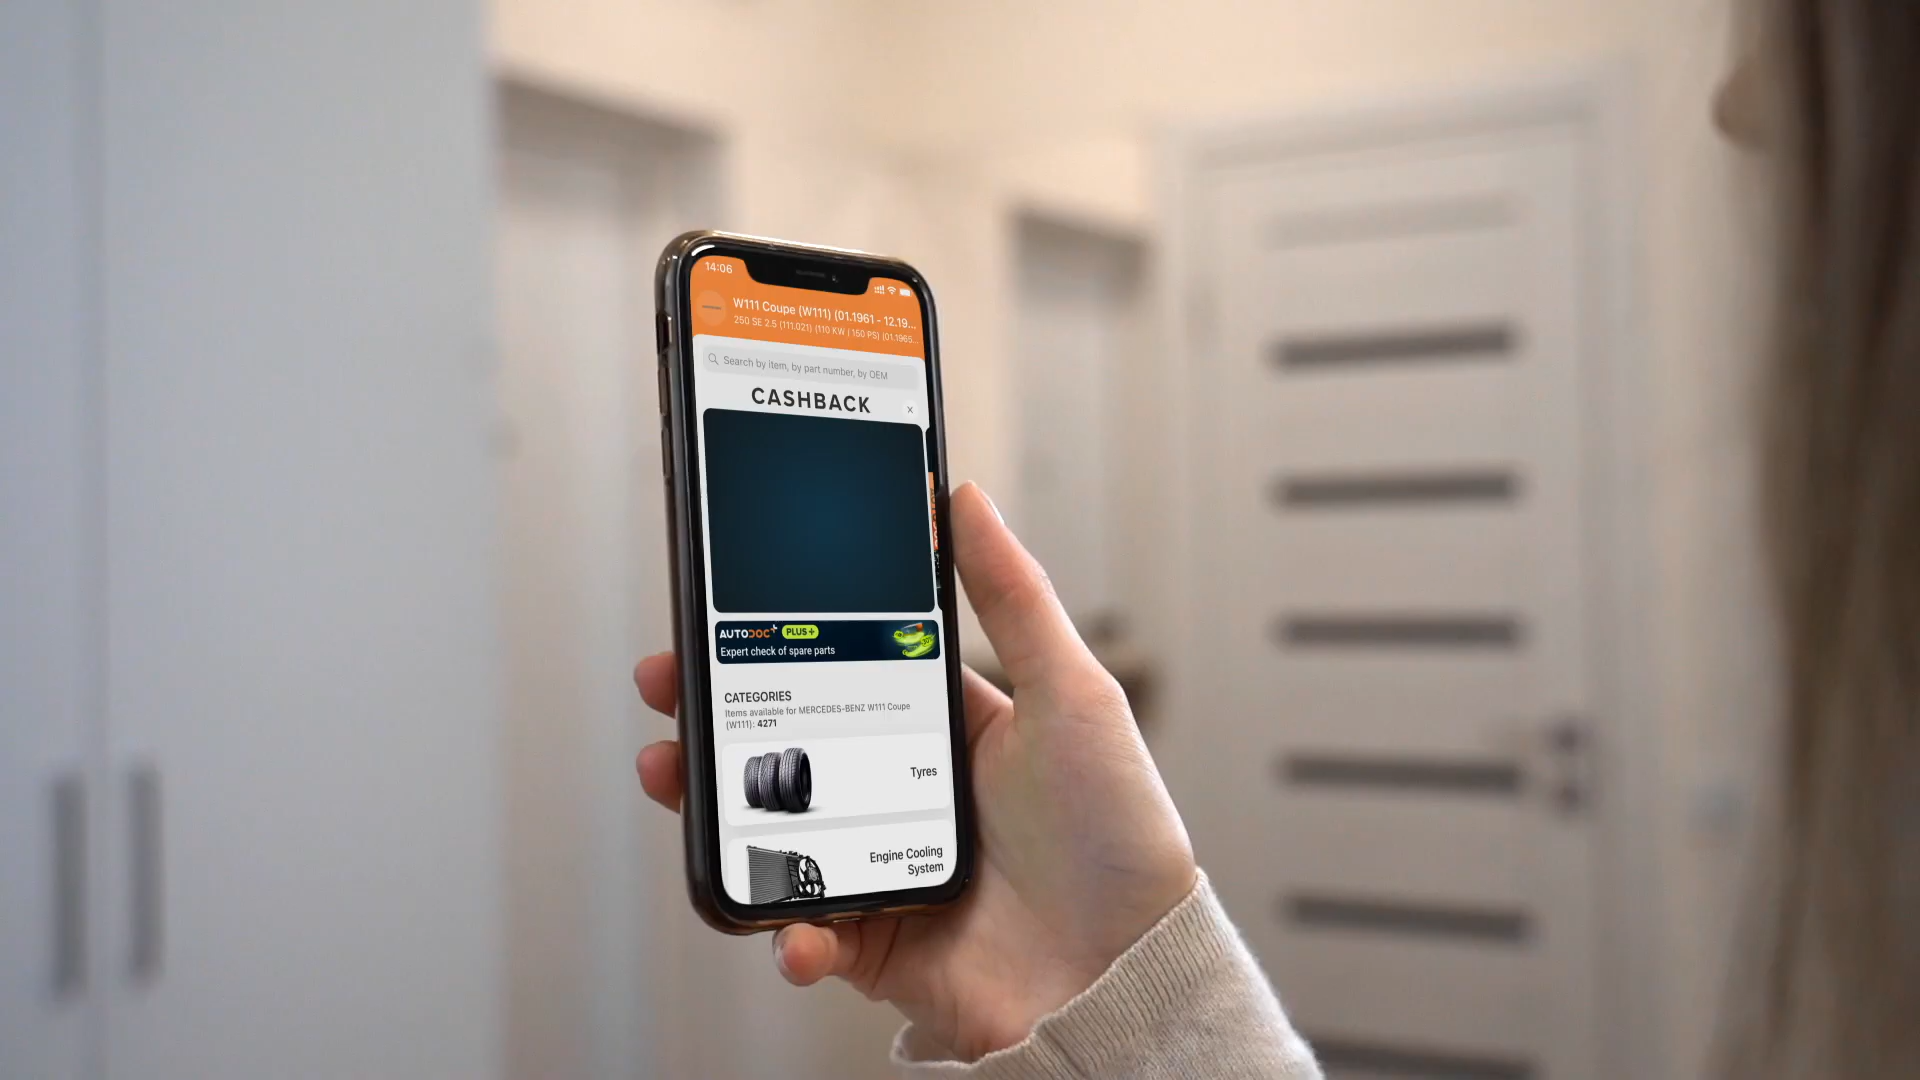 14:06
W111 Coupe (W111) (01.1961 - 12.19...
250 SE 2.5 (111.021) (110 KW / 150 PS) (01.1965...
Search by item, by part number, by OEM
CASHBACK
AUTODOC PLUS+
Expert check of spare parts
CATEGORIES
Items available for MERCEDES-BENZ W111 Coupe
(W111): 4271
Tyres
Engine Cooling
System